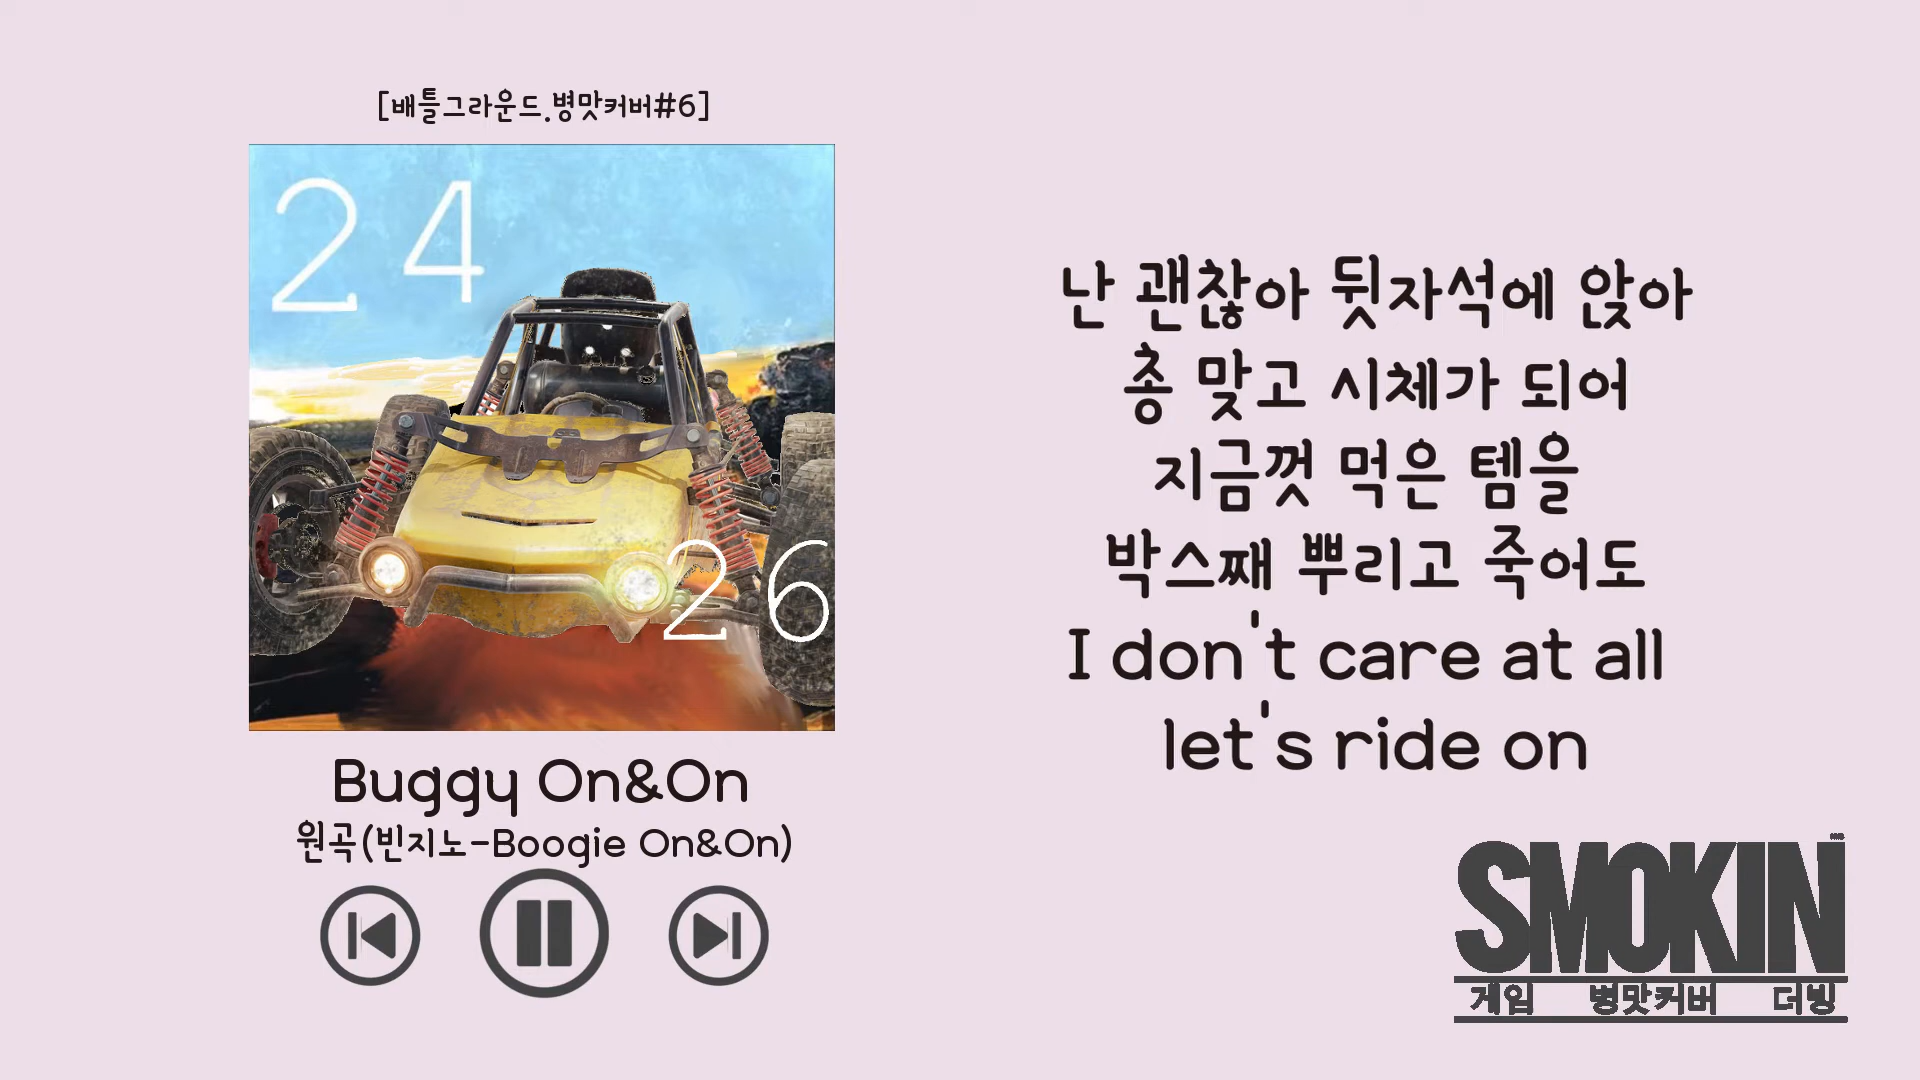 [배틀그라운드.병맛커버#6]
24
26
Buggy On&On
원곡(빈지노-Boogie On&On)
난 괜찮아 뒷자석에 앉아
총 맞고 시체가 되어
지금껏 먹은 템을
박스째 뿌리고 죽어도
I don't care at all
let's ride on
SMOKIN
게임 병맛커버 더빙